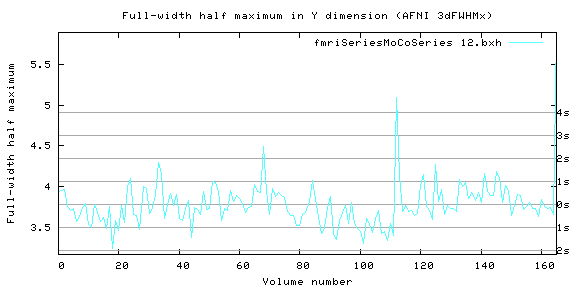 Full-width half maximum in Y dimension (AFNI 3dFWHMx)
fmriSeriesMoCoSeries 12.bxh
Full-width half maximum
5.5
5
4.5
4
3.5
4s
3s
2s
1s
0s
1s
2s
0 20 40 60 80 100 120 140 160
Volume number